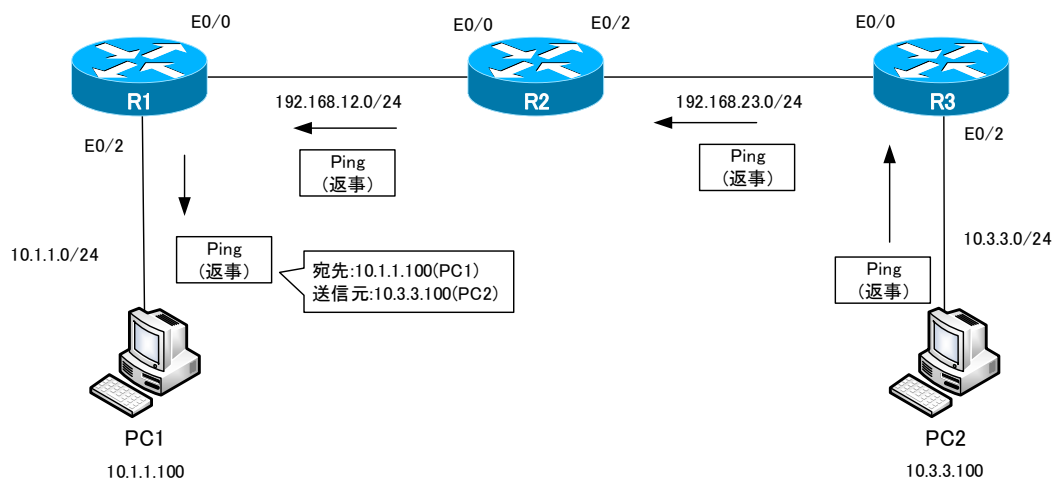 E0/0
E0/0
E0/2
E0/0
R1
R2
R3
192.168.12.0/24
192.168.23.0/24
E0/2
E0/2
Ping
(返事)
Ping
(返事)
10.1.1.0/24
Ping
(返事)
宛先:10.1.1.100(PC1)
送信元:10.3.3.100(PC2)
10.3.3.0/24
Ping
(返事)
PC1
10.1.1.100
PC2
10.3.3.100